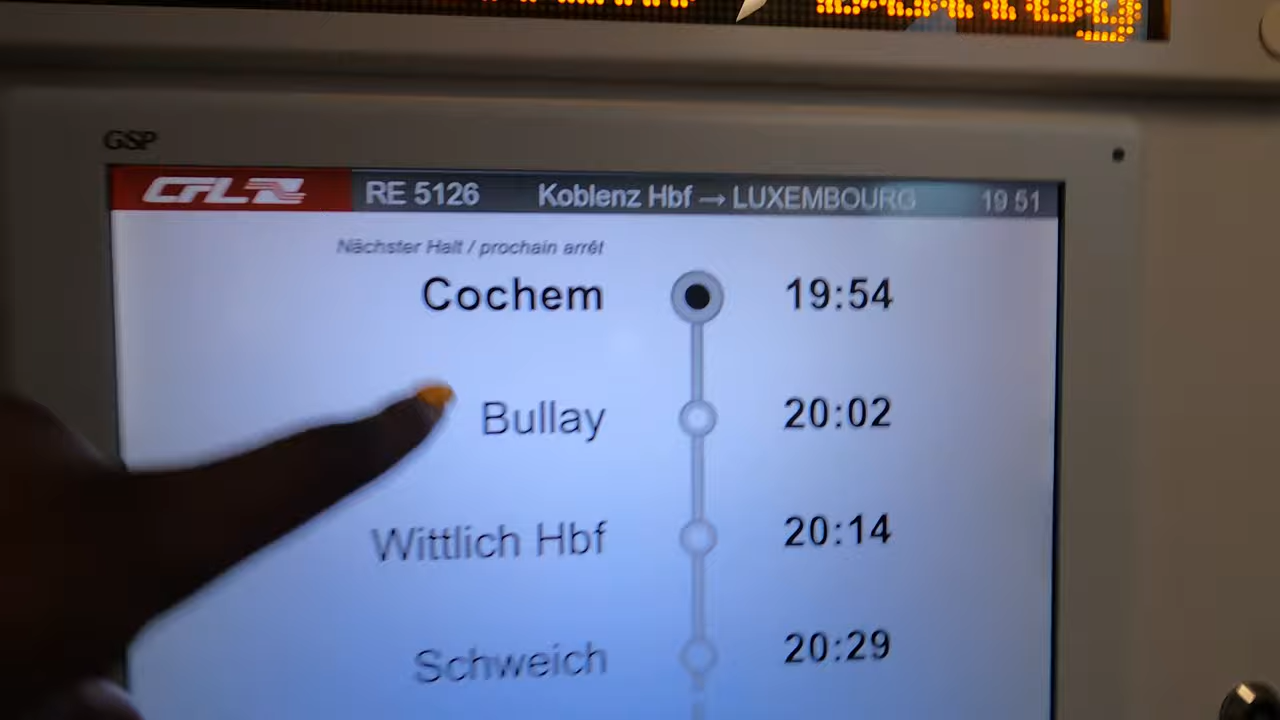 GSP
CFL RE 5126 Koblenz Hbf → LUXEMBOURG 19 51
Nächster Halt / prochain arrêt
Cochem 19:54
Bullay 20:02
Wittlich Hbf 20:14
Schweich 20:29